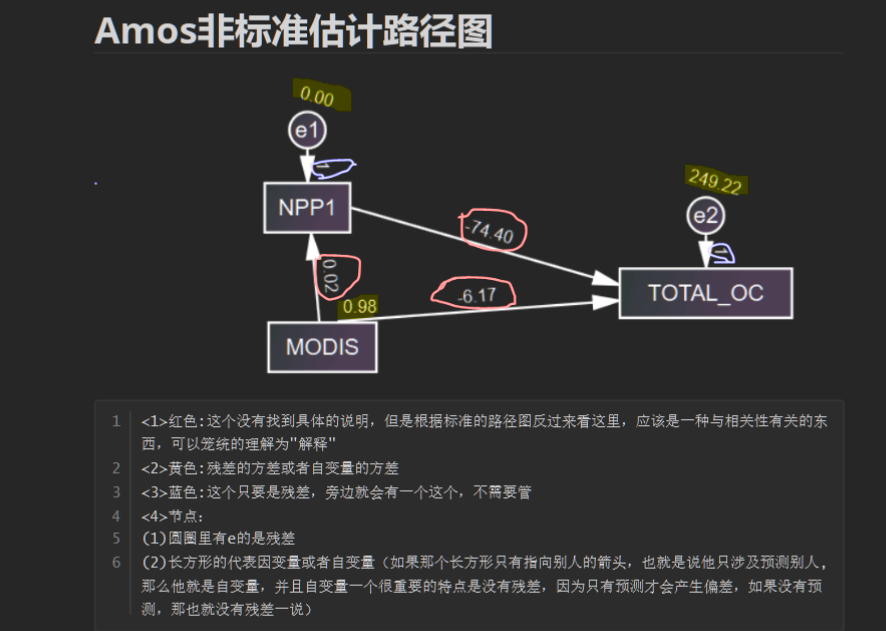 Amos非标准估计路径图
0.00
e1
1
NPP1
-74.40
249.22
e2
1
0.02
-6.17
TOTAL_OC
0.98
MODIS
1 <1>红色:这个没有找到具体的说明，但是根据标准的路径图反过来看这里，应该是一种与相关性有关的东
西，可以笼统的理解为"解释"
2 <2>黄色:残差的方差或者自变量的方差
3 <3>蓝色:这个只要是残差，旁边就会有一个这个，不需要管
4 <4>节点:
5 (1)圆圈里有e的是残差
6 (2)长方形的代表因变量或者自变量（如果那个长方形只有指向别人的箭头，也就是说他只涉及预测别人，
那么他就是自变量，并且自变量一个很重要的特点是没有残差，因为只有预测才会产生偏差，如果没有预
测，那也就没有残差一说）